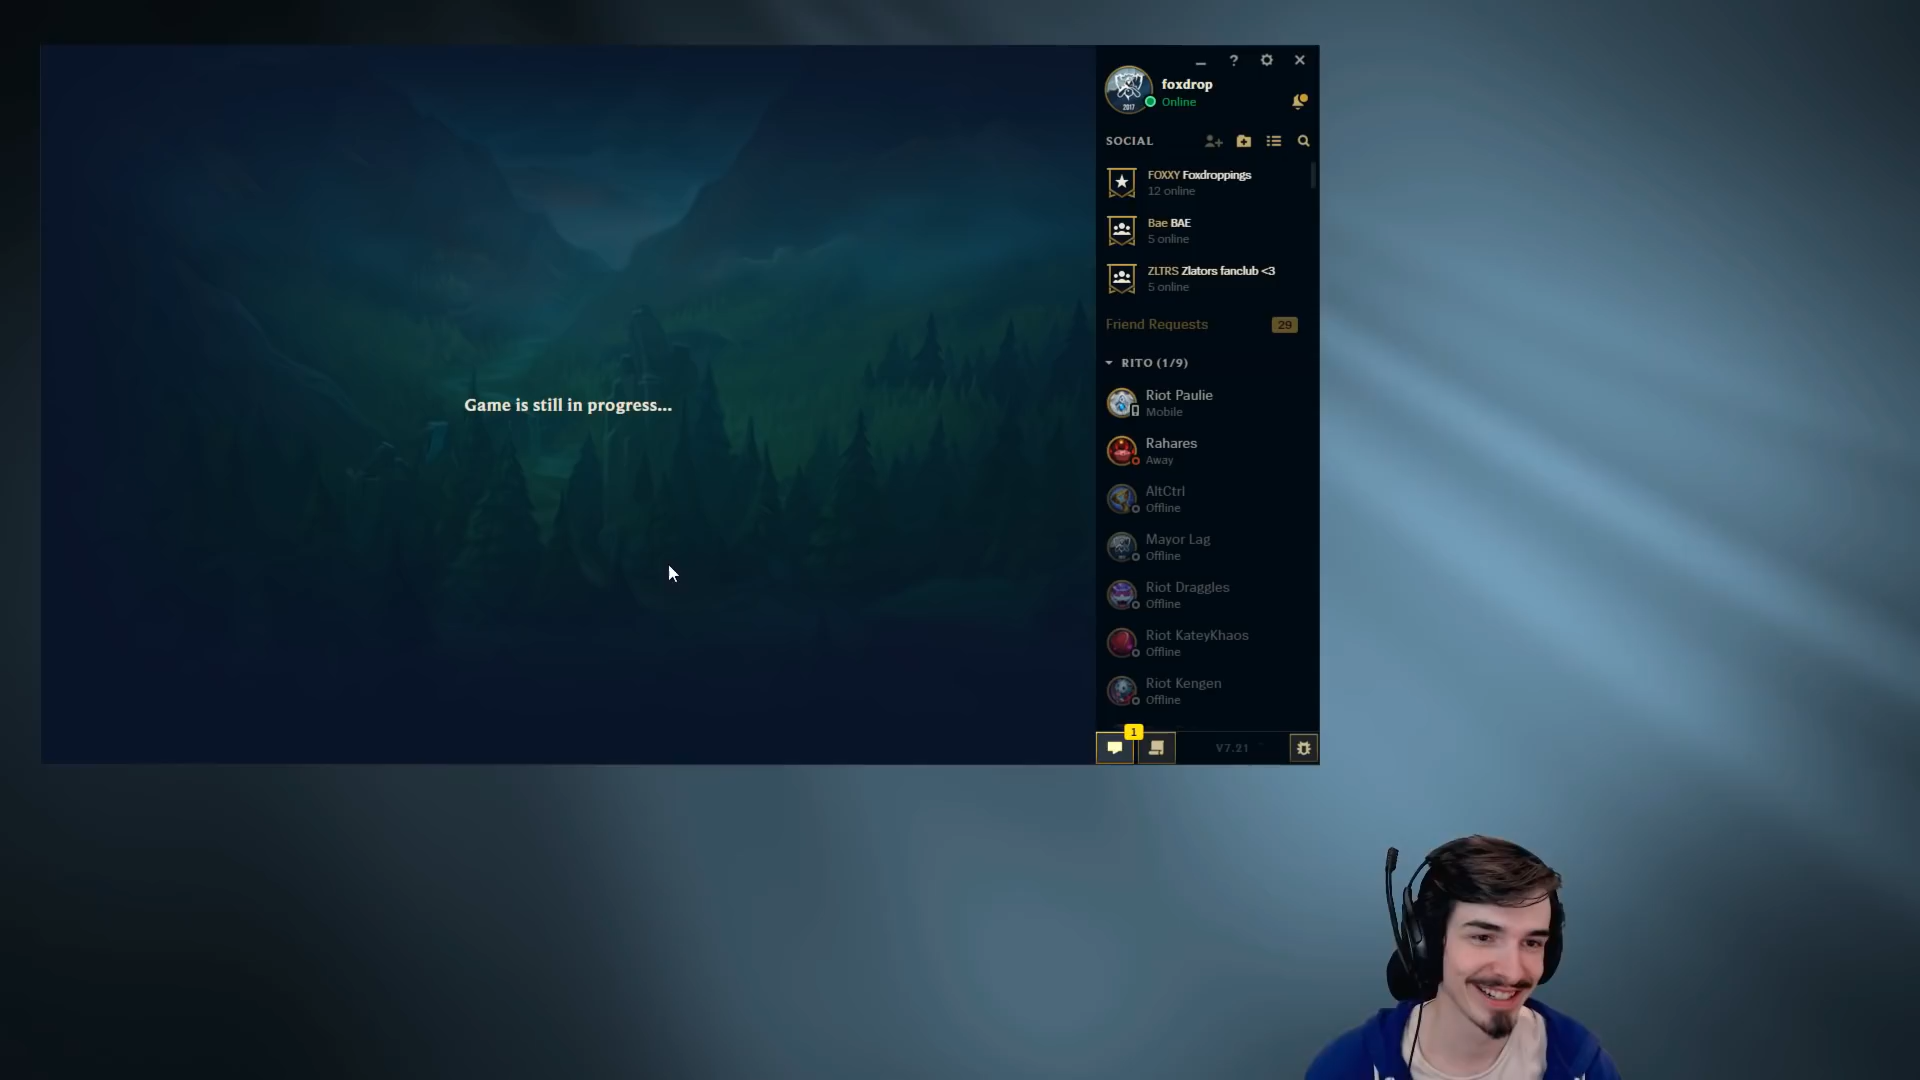 ?
foxdrop
Online
2017
SOCIAL
FOXXY Foxdroppings
12 online
Bae BAE
5 online
ZLTRS Zlators fanclub <3
5 online
Friend Requests
29
RITO (1/9)
Game is still in progress...
Riot Paulie
Mobile
Rahares
Away
AltCtrl
Offline
Mayor Lag
Offline
Riot Draggles
Offline
Riot KateyKhaos
Offline
Riot Kengen
Offline
1
V7.21